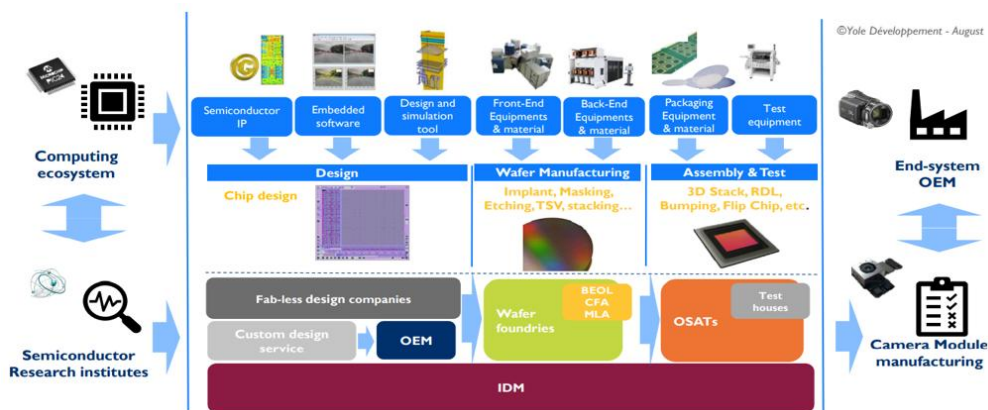 ©Yole Développement - August
Semiconductor
IP
Embedded
software
Design and
simulation
tool
Front-End
Equipments
& material
Back-End
Equipments
& material
Packaging
Equipment
& material
Test
equipment
Computing
ecosystem
Design
Wafer Manufacturing
Assembly & Test
End-system
OEM
Chip design
Implant, Masking,
Etching, TSV, stacking…
3D Stack, RDL,
Bumping, Flip Chip, etc.
Fab-less design companies
Custom design
service
OEM
Wafer
foundries
BEOL
CFA
MLA
OSATs
Test
houses
Semiconductor
Research institutes
Camera Module
manufacturing
IDM